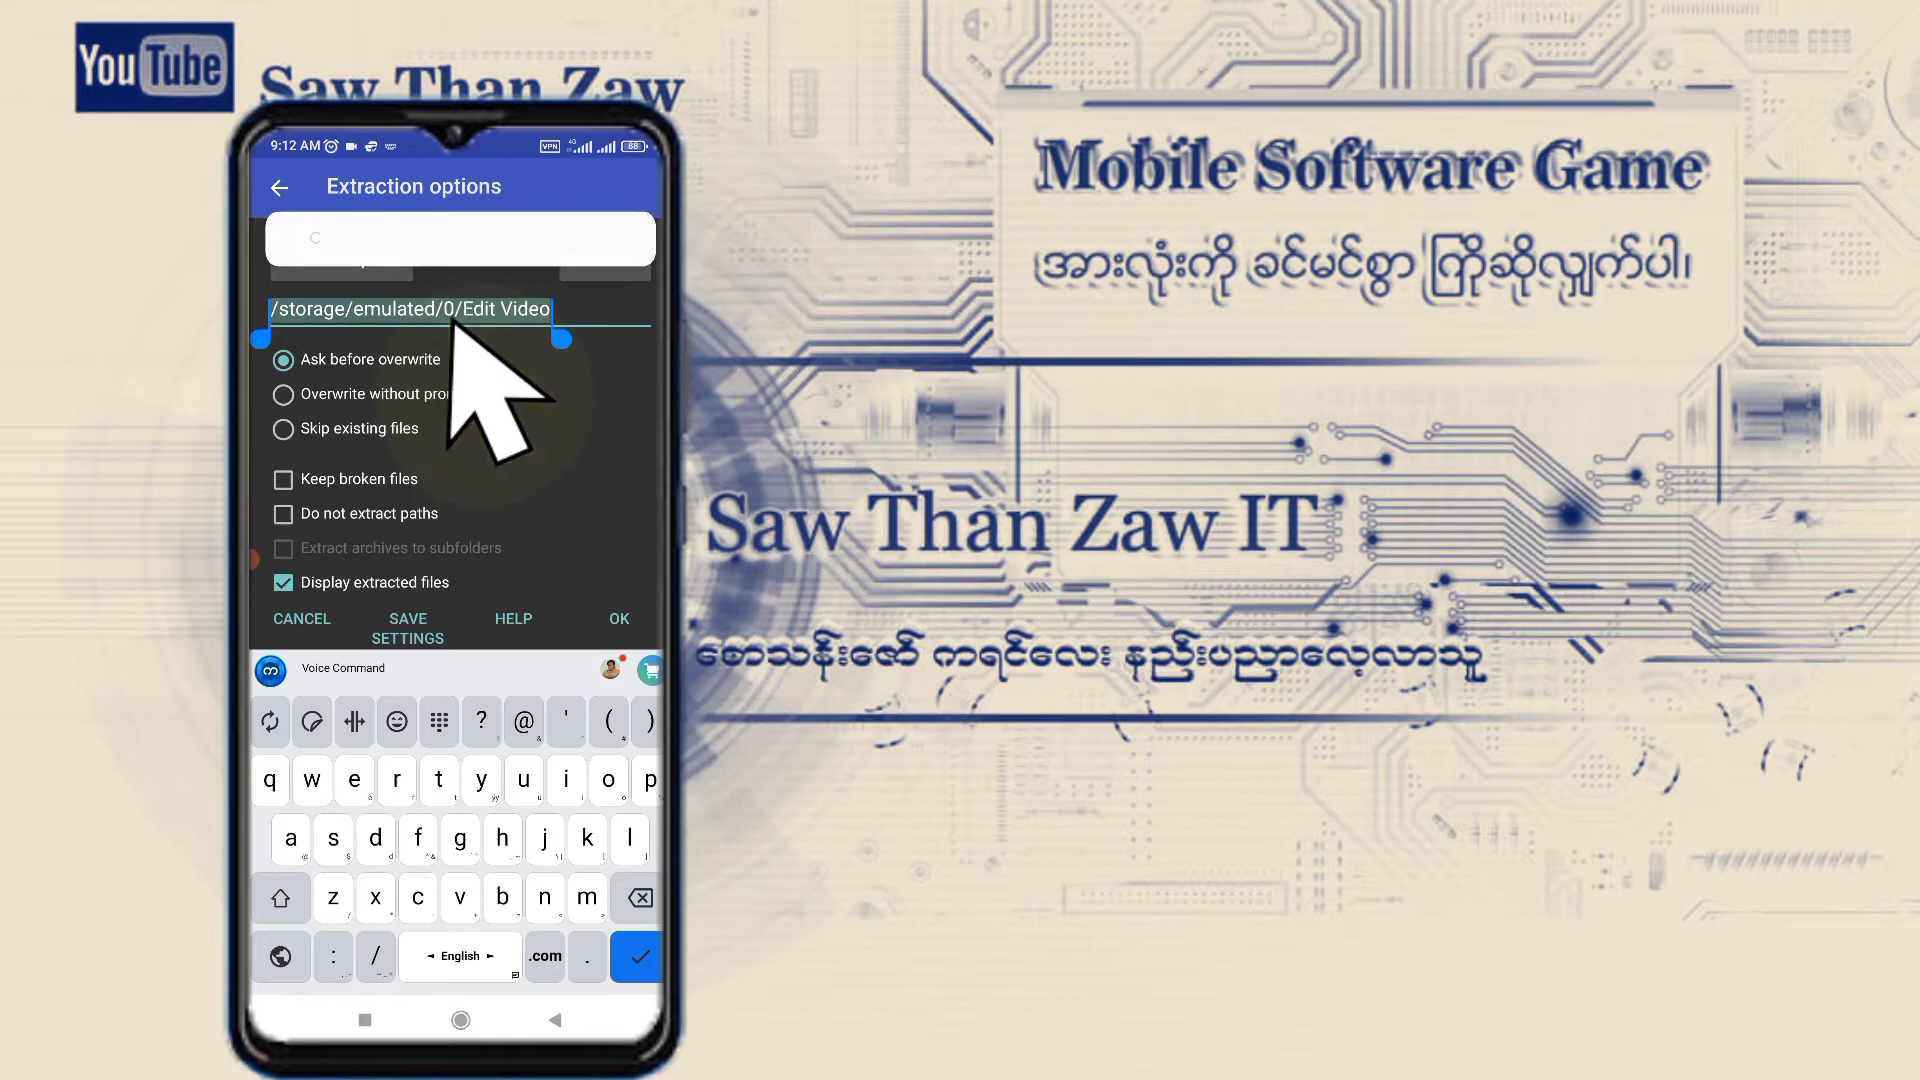 YouTube
Saw Than Zaw
Mobile Software Game
အားလုံးကို ခင်မင်စွာ ကြိုဆိုလျှက်ပါ၊
Saw Than Zaw IT
စောသန်းဇော် ကရင်လေး နည်းပညာလေ့လာသူ
9:12 AM
VPN 4G 88
Extraction options
/storage/emulated/0/Edit Video
Ask before overwrite
Overwrite without
Skip existing files
Keep broken files
Do not extract paths
Extract archives to subfolders
Display extracted files
CANCEL SAVE SETTINGS HELP OK
Voice Command
? @ ' ( )
q w e r t y u i o p
a s d f g h j k l
z x c v b n m
: / ◄ English ► .com .